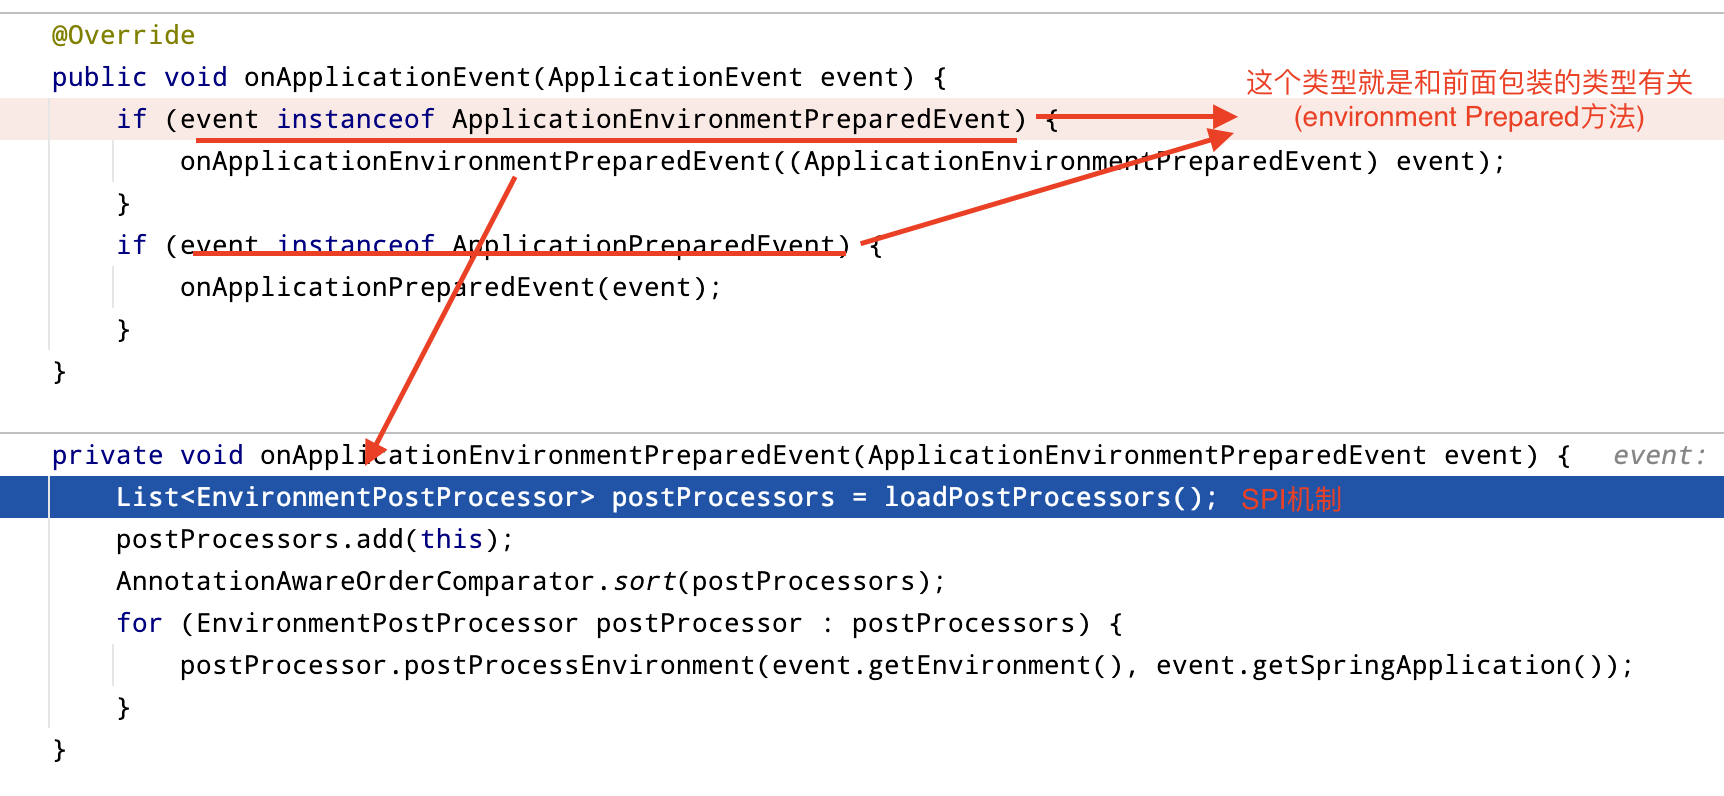 @Override
public void onApplicationEvent(ApplicationEvent event) {
这个类型就是和前面包装的类型有关
if (event instanceof ApplicationEnvironmentPreparedEvent) {
(environment Prepared方法)
onApplicationEnvironmentPreparedEvent((ApplicationEnvironmentPreparedEvent) event);
}
if (event instanceof ApplicationPreparedEvent) {
onApplicationPreparedEvent(event);
}
}
private void onApplicationEnvironmentPreparedEvent(ApplicationEnvironmentPreparedEvent event) { event:
List<EnvironmentPostProcessor> postProcessors = loadPostProcessors(); SPI机制
postProcessors.add(this);
AnnotationAwareOrderComparator.sort(postProcessors);
for (EnvironmentPostProcessor postProcessor : postProcessors) {
postProcessor.postProcessEnvironment(event.getEnvironment(), event.getSpringApplication());
}
}